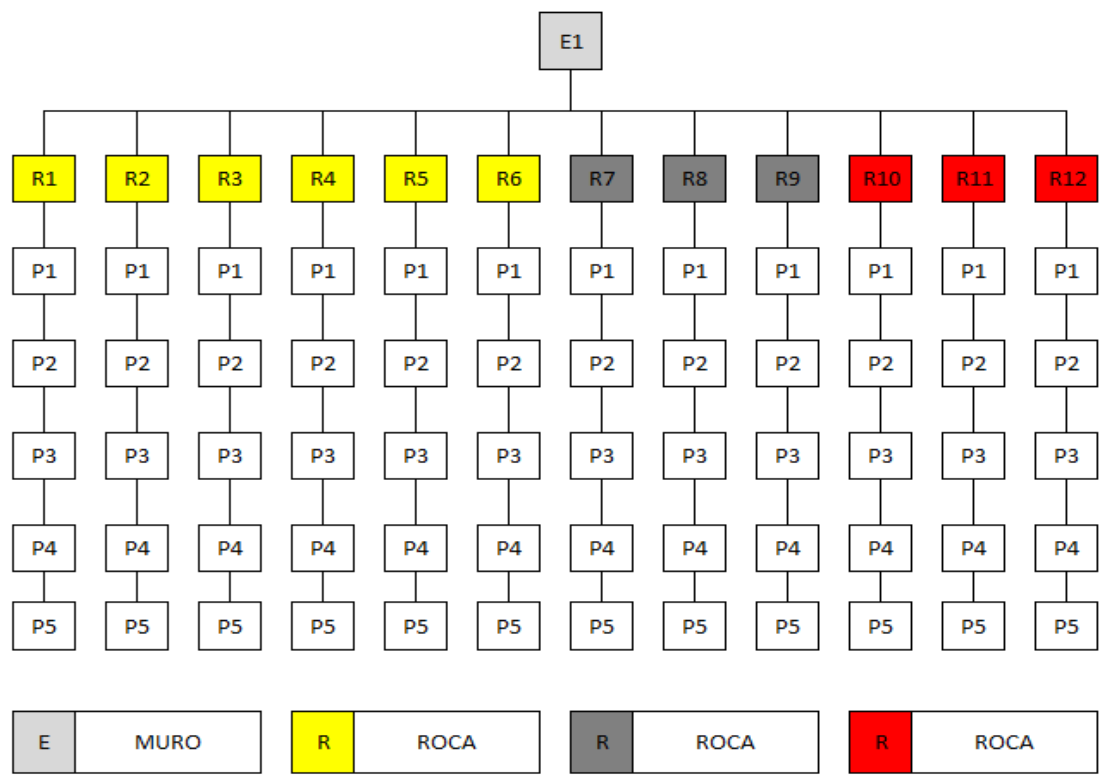 E1
R1 R2 R3 R4 R5 R6 R7 R8 R9 R10 R11 R12
P1 P1 P1 P1 P1 P1 P1 P1 P1 P1 P1 P1
P2 P2 P2 P2 P2 P2 P2 P2 P2 P2 P2 P2
P3 P3 P3 P3 P3 P3 P3 P3 P3 P3 P3 P3
P4 P4 P4 P4 P4 P4 P4 P4 P4 P4 P4 P4
P5 P5 P5 P5 P5 P5 P5 P5 P5 P5 P5 P5
E MURO R ROCA R ROCA R ROCA